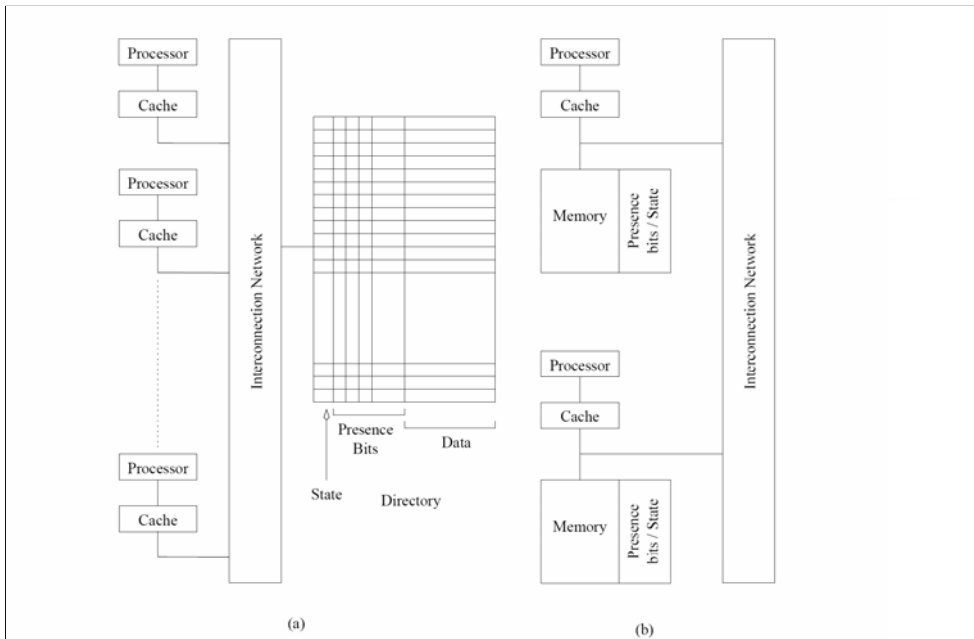 Processor
Cache
Processor
Cache
Processor
Cache
Interconnection Network
Presence
Bits
Data
State
Directory
(a)
Processor
Cache
Memory
Presence
bits / State
Processor
Cache
Memory
Presence
bits / State
Interconnection Network
(b)